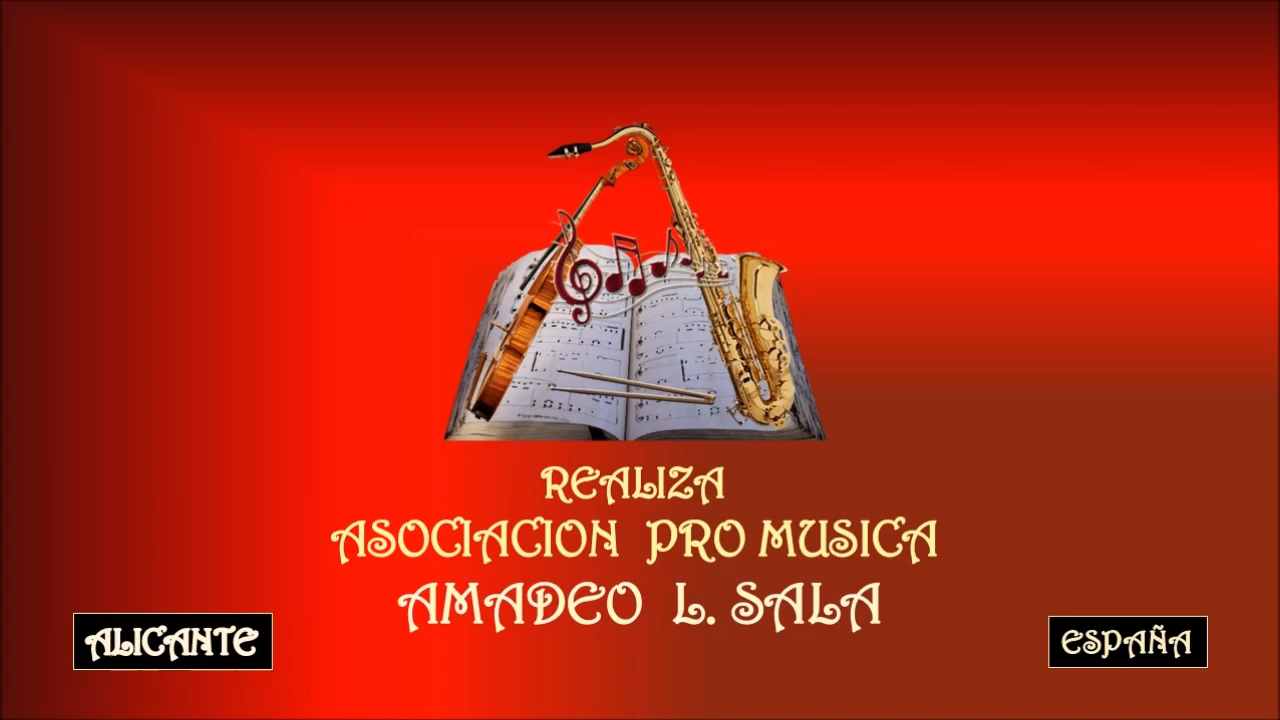 REALIZA
ASOCIACION PRO MUSICA
AMADEO L. SALA
ALICANTE
ESPAÑA